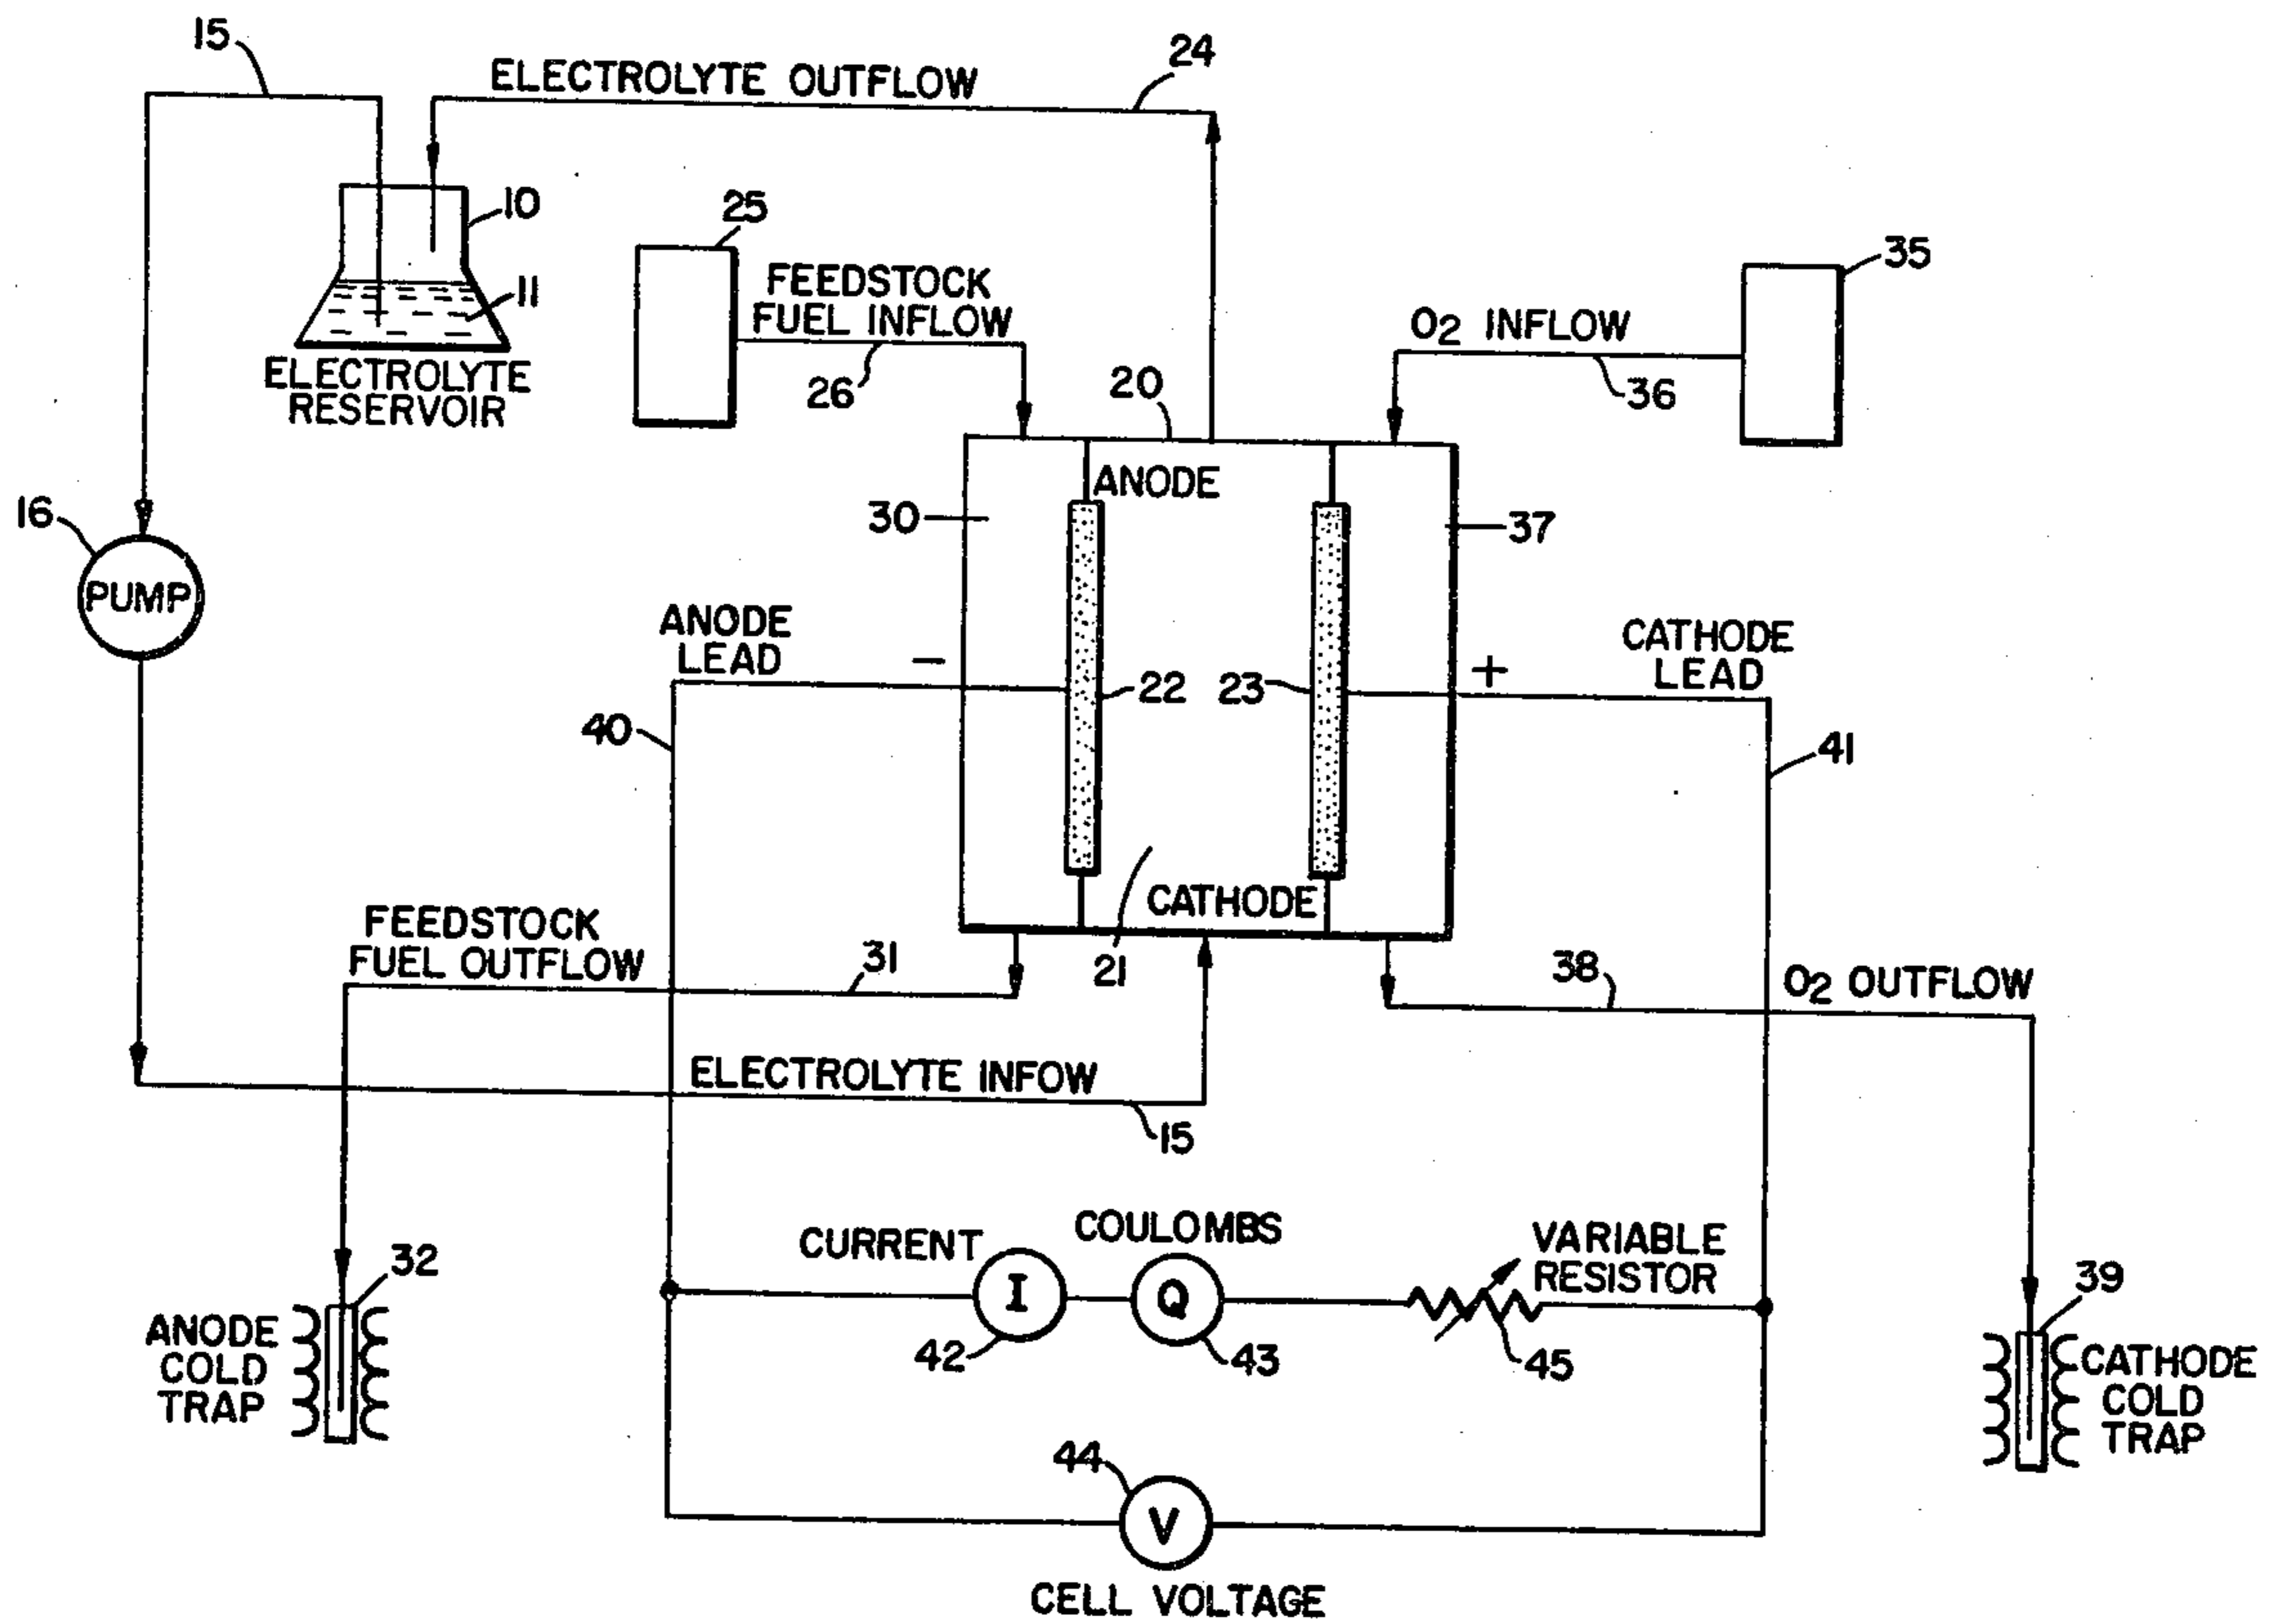 15
ELECTROLYTE OUTFLOW
24
10
11
ELECTROLYTE
RESERVOIR
25
FEEDSTOCK
FUEL INFLOW
26
20
O2 INFLOW
36
35
16
PUMP
30
ANODE
37
ANODE
LEAD
−
22
23
+
CATHODE
LEAD
40
41
CATHODE
21
FEEDSTOCK
FUEL OUTFLOW
31
38
O2 OUTFLOW
ELECTROLYTE INFOW
15
CURRENT
I
42
COULOMBS
Q
43
VARIABLE
RESISTOR
45
32
ANODE
COLD
TRAP
39
CATHODE
COLD
TRAP
44
V
CELL VOLTAGE